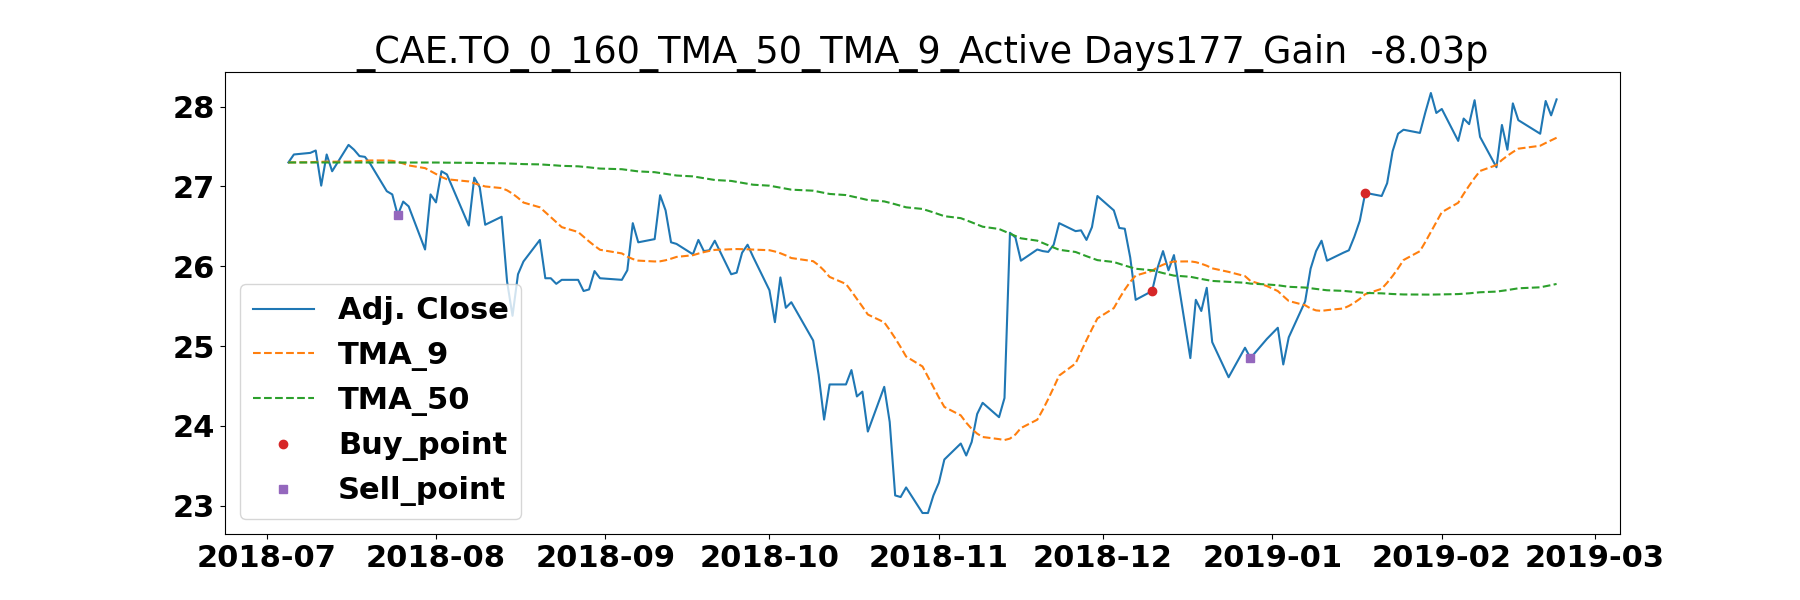 _CAE.TO_0_160_TMA_50_TMA_9_Active Days177_Gain  -8.03p
28
27
26
25
24
23
Adj. Close
TMA_9
TMA_50
Buy_point
Sell_point
2018-07 2018-08 2018-09 2018-10 2018-11 2018-12 2019-01 2019-02 2019-03